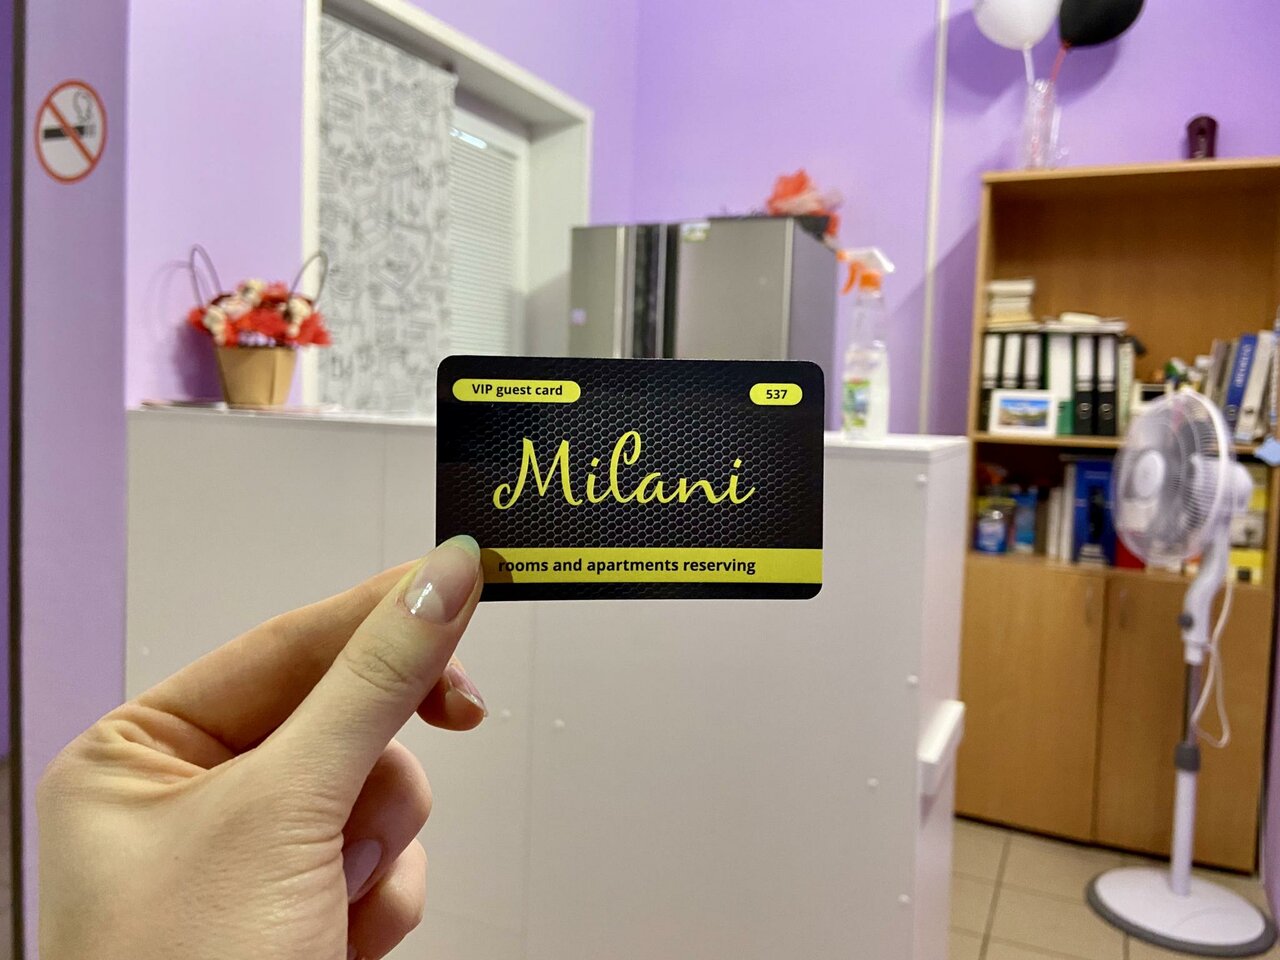 VIP guest card
537
Milani
rooms and apartments reserving